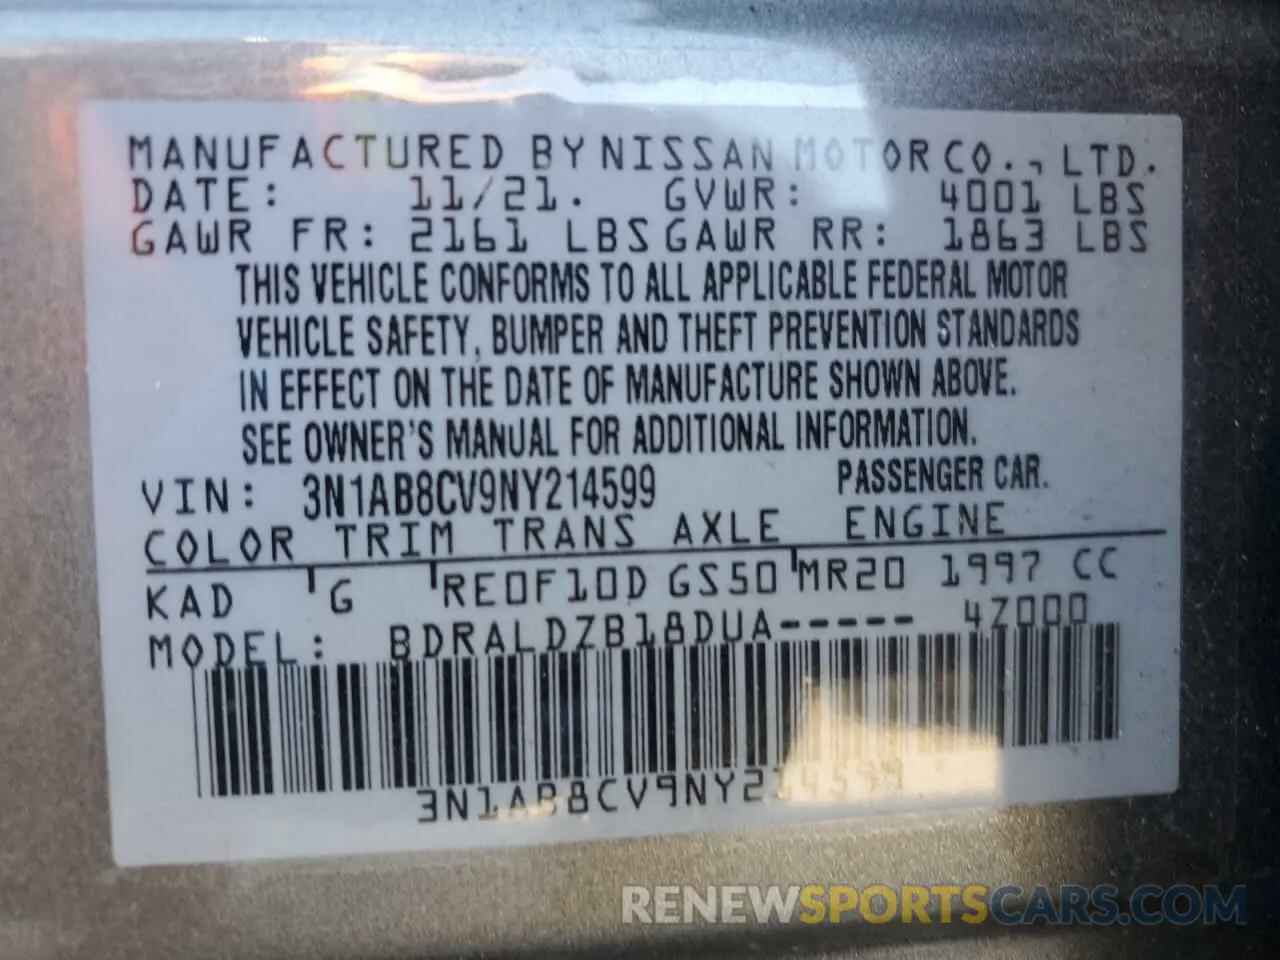 MANUFACTURED BY NISSAN MOTOR CO., LTD.
DATE: 11/21. GVWR: 4001 LBS
GAWR FR: 2161 LBS GAWR RR: 1863 LBS
THIS VEHICLE CONFORMS TO ALL APPLICABLE FEDERAL MOTOR
VEHICLE SAFETY, BUMPER AND THEFT PREVENTION STANDARDS
IN EFFECT ON THE DATE OF MANUFACTURE SHOWN ABOVE.
SEE OWNER'S MANUAL FOR ADDITIONAL INFORMATION.
VIN: 3N1AB8CV9NY214599 PASSENGER CAR.
COLOR TRIM TRANS AXLE ENGINE
KAD G RE0F10D GS50 MR20 1997 CC
MODEL: BDRALDZB18DUA----- 4Z000
3N1AB8CV9NY214599
RENEWSPORTSCARS.COM